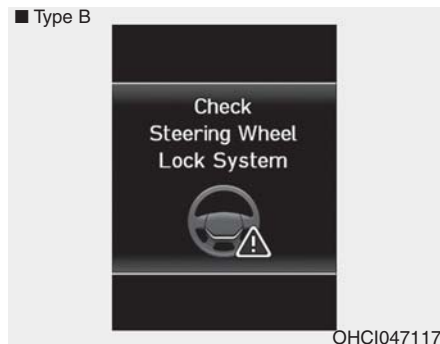 ■ Type B
Check
Steering Wheel
Lock System
OHCI047117